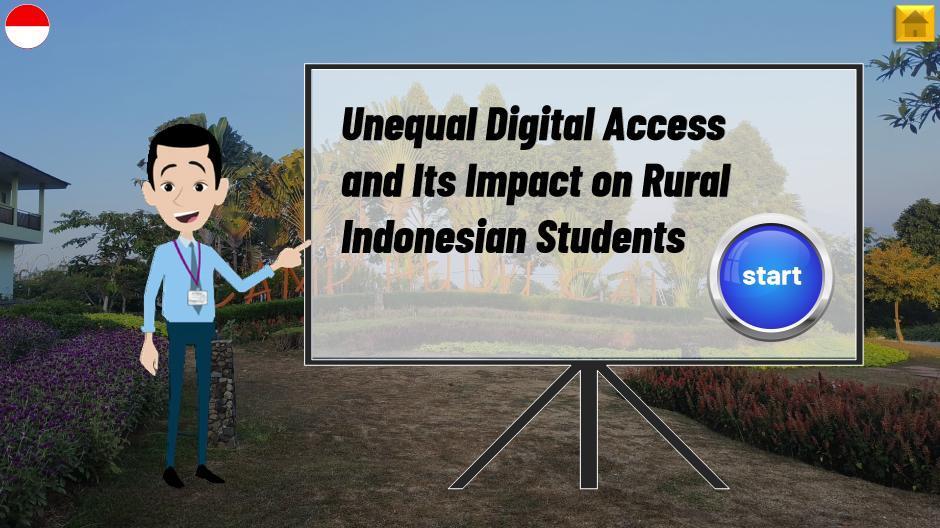 Unequal Digital Access
and Its Impact on Rural
Indonesian Students
start